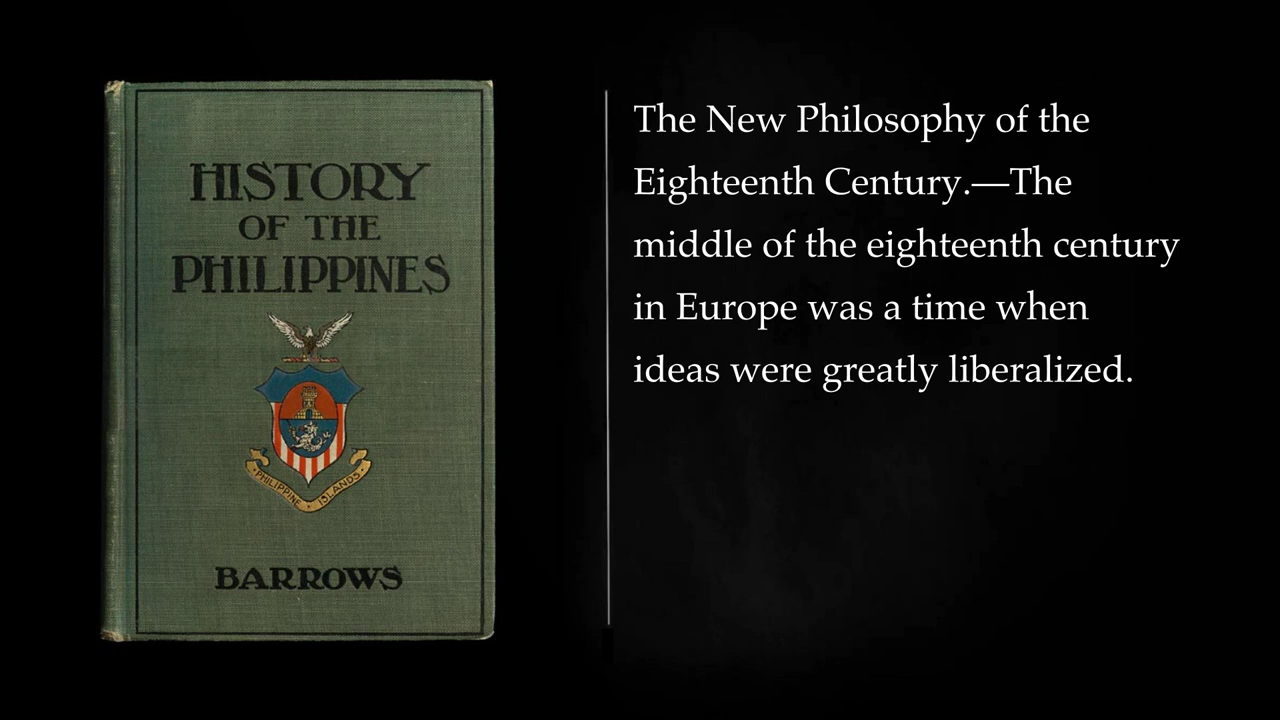 HISTORY
OF THE
PHILIPPINES
PHILIPPINE ISLANDS
BARROWS
The New Philosophy of the
Eighteenth Century.—The
middle of the eighteenth century
in Europe was a time when
ideas were greatly liberalized.